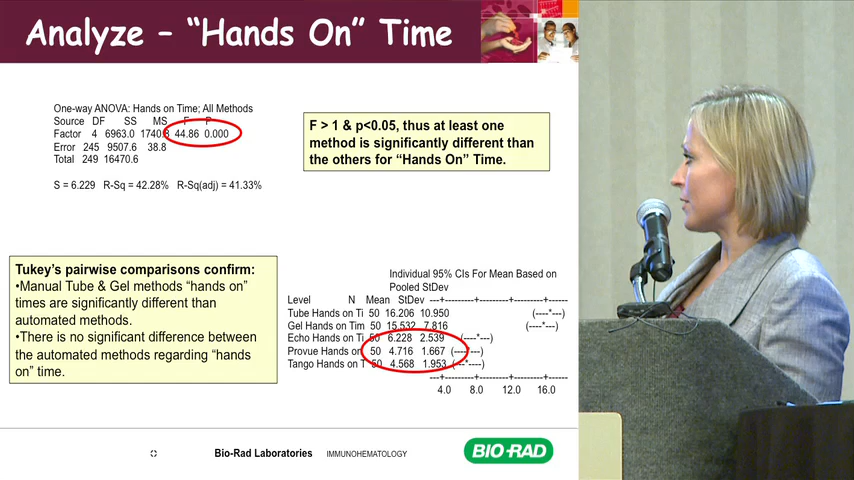 Analyze – “Hands On” Time
One-way ANOVA: Hands on Time; All Methods
Source DF SS MS F P
Factor 4 6963.0 1740.8 44.86 0.000
Error 245 9507.6 38.8
Total 249 16470.6
S = 6.229 R-Sq = 42.28% R-Sq(adj) = 41.33%
F > 1 & p<0.05, thus at least one
method is significantly different than
the others for “Hands On” Time.
Tukey’s pairwise comparisons confirm:
•Manual Tube & Gel methods “hands on”
times are significantly different than
automated methods.
•There is no significant difference between
the automated methods regarding “hands
on” time.
Individual 95% CIs For Mean Based on
Pooled StDev
Level N Mean StDev ---+---------+---------+---------+------
Tube Hands on Ti 50 16.206 10.950 (----*---)
Gel Hands on Tim 50 15.532 7.816 (----*---)
Echo Hands on Ti 50 6.228 2.539 (----*---)
Provue Hands on 50 4.716 1.667 (----*---)
Tango Hands on T 50 4.568 1.953 (---*----)
---+---------+---------+---------+------
4.0 8.0 12.0 16.0
Bio-Rad Laboratories IMMUNOHEMATOLOGY
BIO-RAD